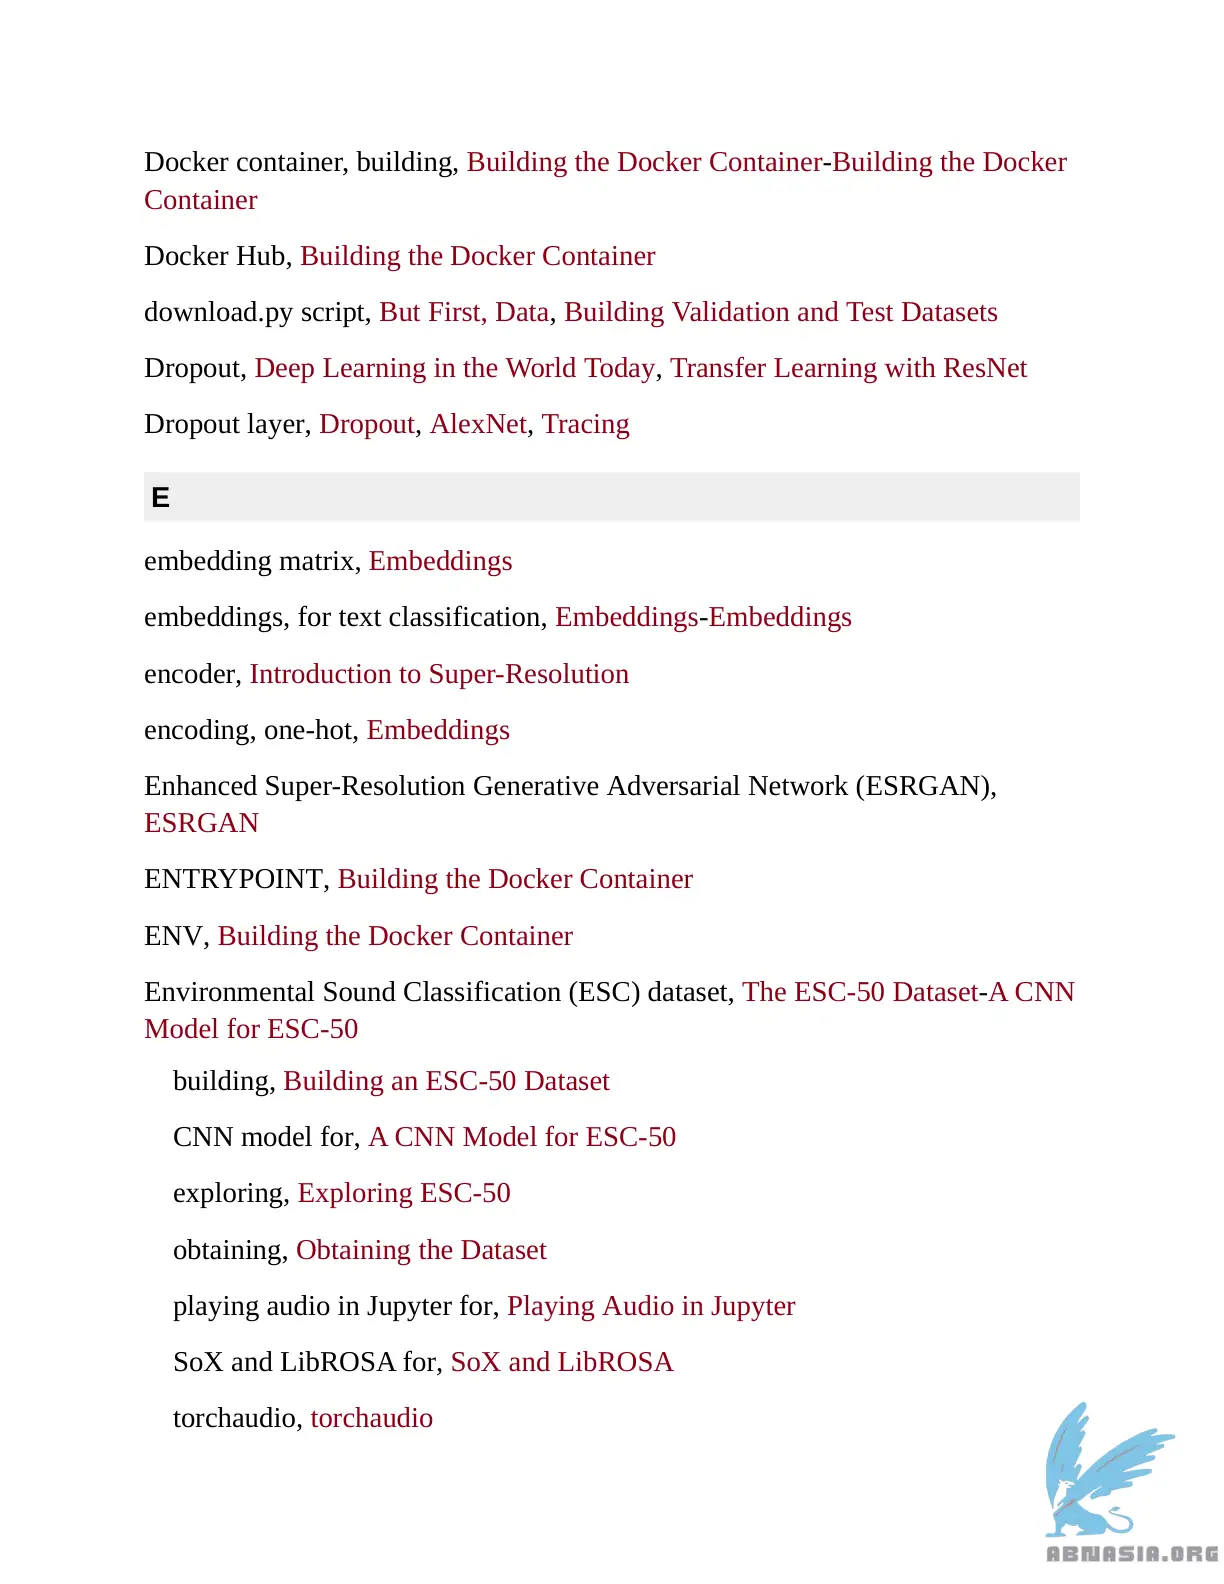 Docker container, building, Building the Docker Container-Building the Docker
Container
Docker Hub, Building the Docker Container
download.py script, But First, Data, Building Validation and Test Datasets
Dropout, Deep Learning in the World Today, Transfer Learning with ResNet
Dropout layer, Dropout, AlexNet, Tracing
E
embedding matrix, Embeddings
embeddings, for text classification, Embeddings-Embeddings
encoder, Introduction to Super-Resolution
encoding, one-hot, Embeddings
Enhanced Super-Resolution Generative Adversarial Network (ESRGAN),
ESRGAN
ENTRYPOINT, Building the Docker Container
ENV, Building the Docker Container
Environmental Sound Classification (ESC) dataset, The ESC-50 Dataset-A CNN
Model for ESC-50
building, Building an ESC-50 Dataset
CNN model for, A CNN Model for ESC-50
exploring, Exploring ESC-50
obtaining, Obtaining the Dataset
playing audio in Jupyter for, Playing Audio in Jupyter
SoX and LibROSA for, SoX and LibROSA
torchaudio, torchaudio
ABNASIA.ORG